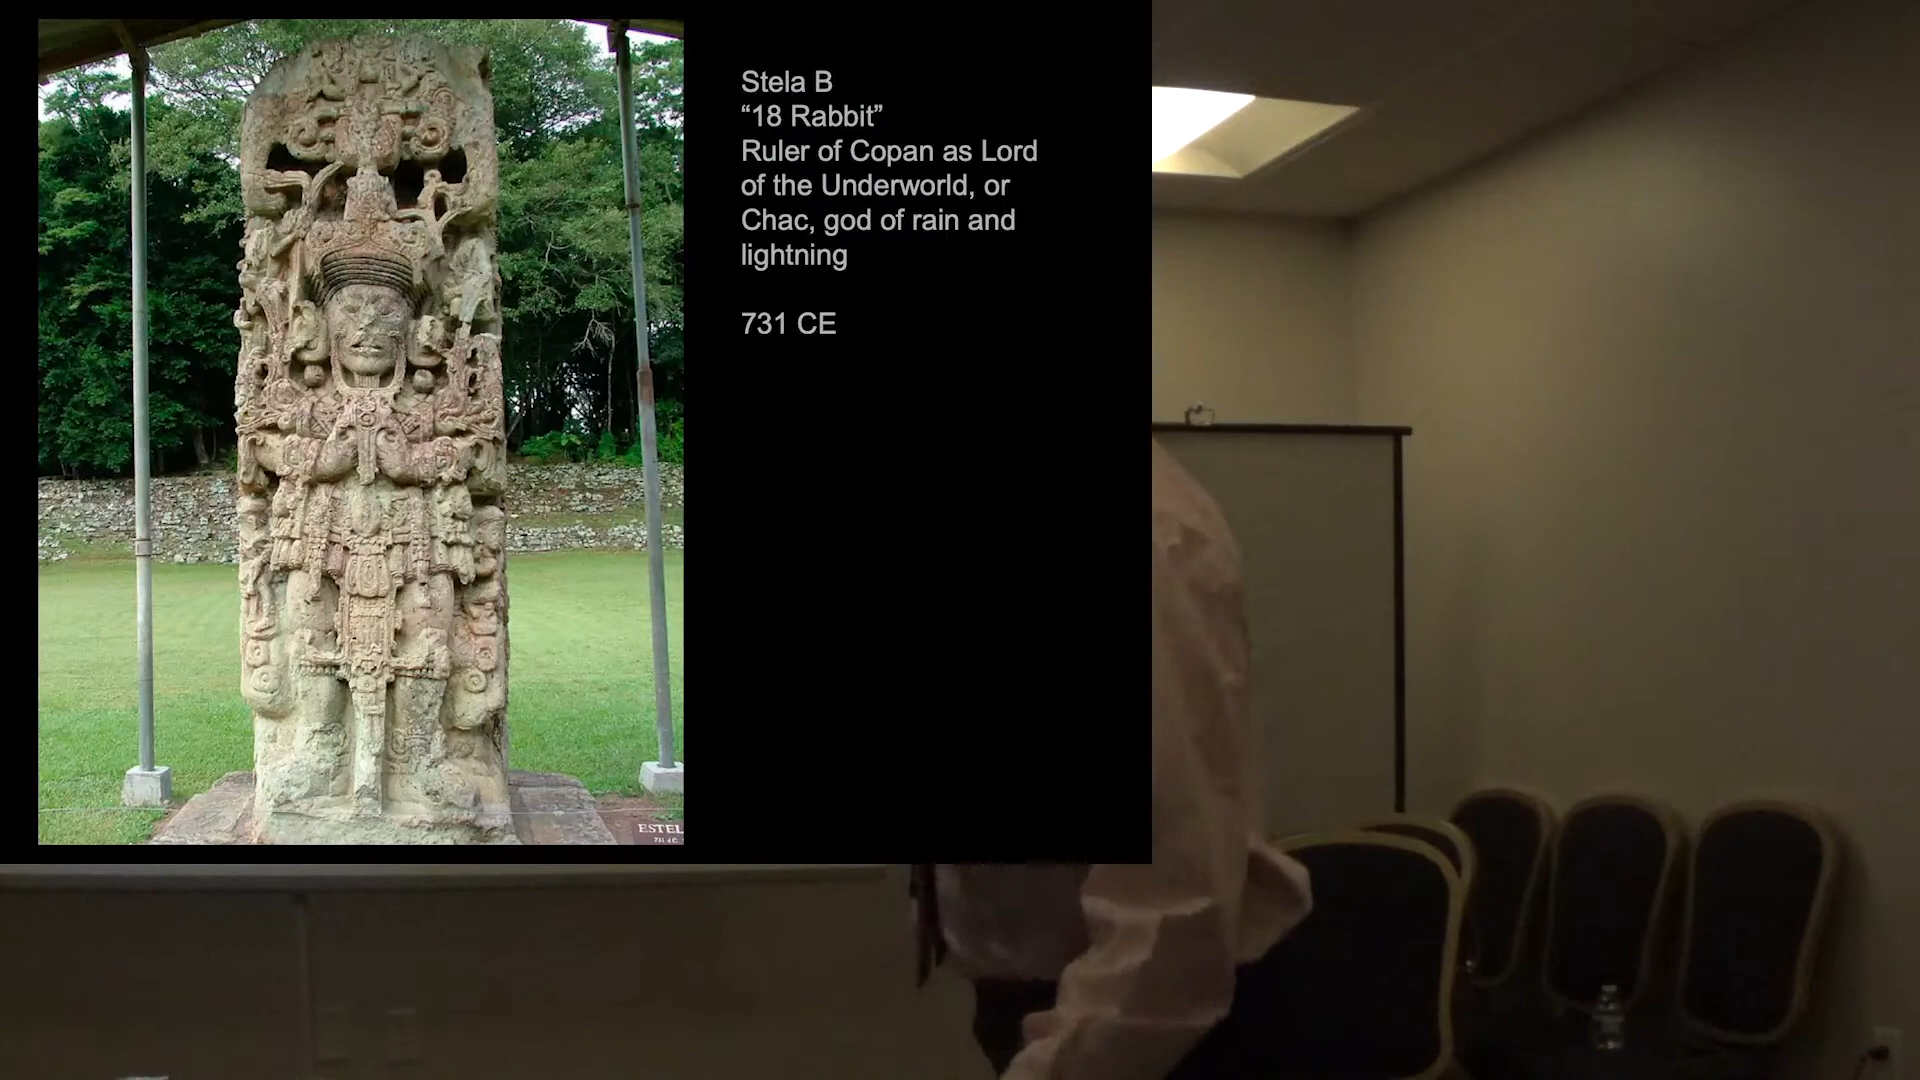 Stela B
“18 Rabbit”
Ruler of Copan as Lord
of the Underworld, or
Chac, god of rain and
lightning
731 CE
ESTEL